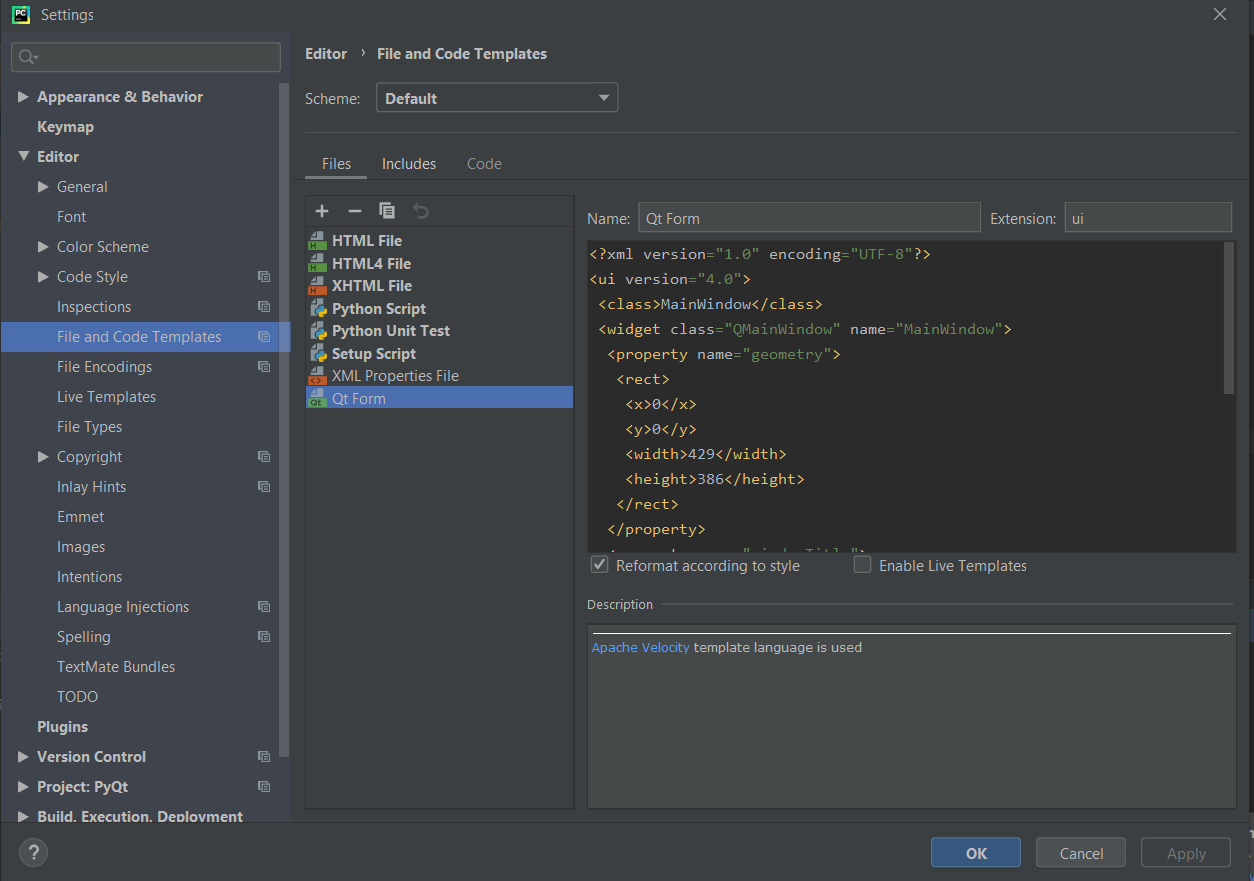 PC
Settings
Editor › File and Code Templates
Scheme: Default
Appearance & Behavior
Keymap
Editor
General
Font
Color Scheme
Code Style
Inspections
File and Code Templates
File Encodings
Live Templates
File Types
Copyright
Inlay Hints
Emmet
Images
Intentions
Language Injections
Spelling
TextMate Bundles
TODO
Plugins
Version Control
Project: PyQt
Build, Execution, Deployment
Files Includes Code
HTML File
HTML4 File
XHTML File
Python Script
Python Unit Test
Setup Script
XML Properties File
Qt Form
Name: Qt Form Extension: ui
<?xml version="1.0" encoding="UTF-8"?>
<ui version="4.0">
<class>MainWindow</class>
<widget class="QMainWindow" name="MainWindow">
<property name="geometry">
<rect>
<x>0</x>
<y>0</y>
<width>429</width>
<height>386</height>
</rect>
</property>
Reformat according to style Enable Live Templates
Description
Apache Velocity template language is used
? OK Cancel Apply